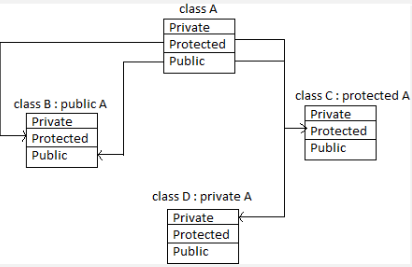 class A
Private
Protected
Public
class B : public A
Private
Protected
Public
class C : protected A
Private
Protected
Public
class D : private A
Private
Protected
Public